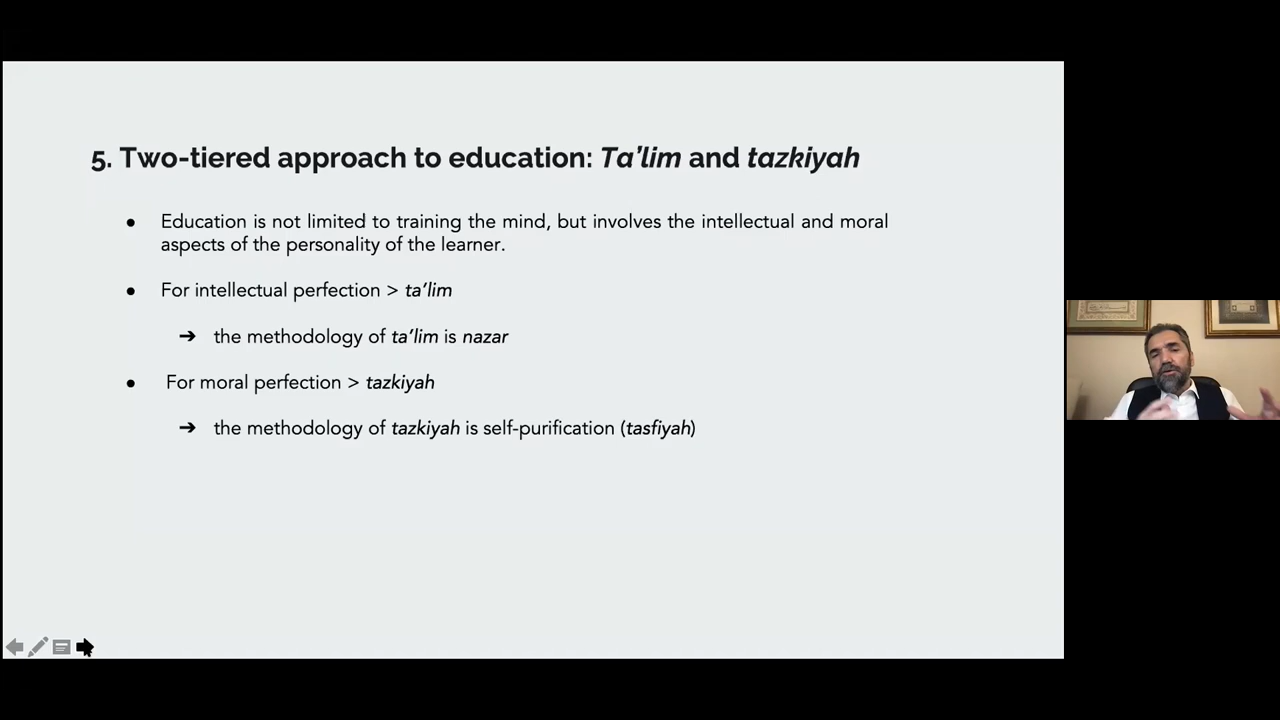 5. Two-tiered approach to education: Ta’lim and tazkiyah
● Education is not limited to training the mind, but involves the intellectual and moral
aspects of the personality of the learner.
● For intellectual perfection > ta’lim
➔ the methodology of ta’lim is nazar
● For moral perfection > tazkiyah
➔ the methodology of tazkiyah is self-purification (tasfiyah)